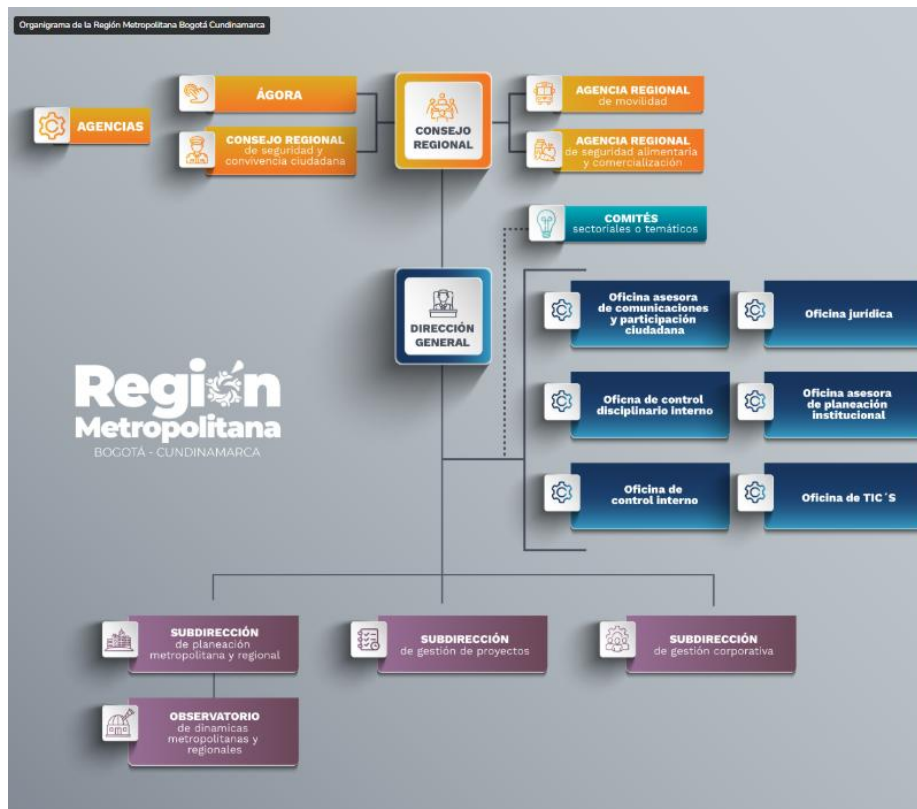 Organigrama de la Región Metropolitana Bogotá Cundinamarca
AGENCIAS
ÁGORA
CONSEJO REGIONAL
de seguridad y
convivencia ciudadana
CONSEJO
REGIONAL
AGENCIA REGIONAL
de movilidad
AGENCIA REGIONAL
de seguridad alimentaria
y comercialización
COMITÉS
sectoriales o temáticos
DIRECCIÓN
GENERAL
Oficina asesora
de comunicaciones
y participación
ciudadana
Oficina jurídica
Oficna de control
disciplinario interno
Oficina asesora
de planeación
institucional
Oficina de
control interno
Oficina de TIC´S
Región
Metropolitana
BOGOTÁ - CUNDINAMARCA
SUBDIRECCIÓN
de planeación
metropolitana y regional
SUBDIRECCIÓN
de gestión de proyectos
SUBDIRECCIÓN
de gestión corporativa
OBSERVATORIO
de dinamicas
metropolitanas y
regionales